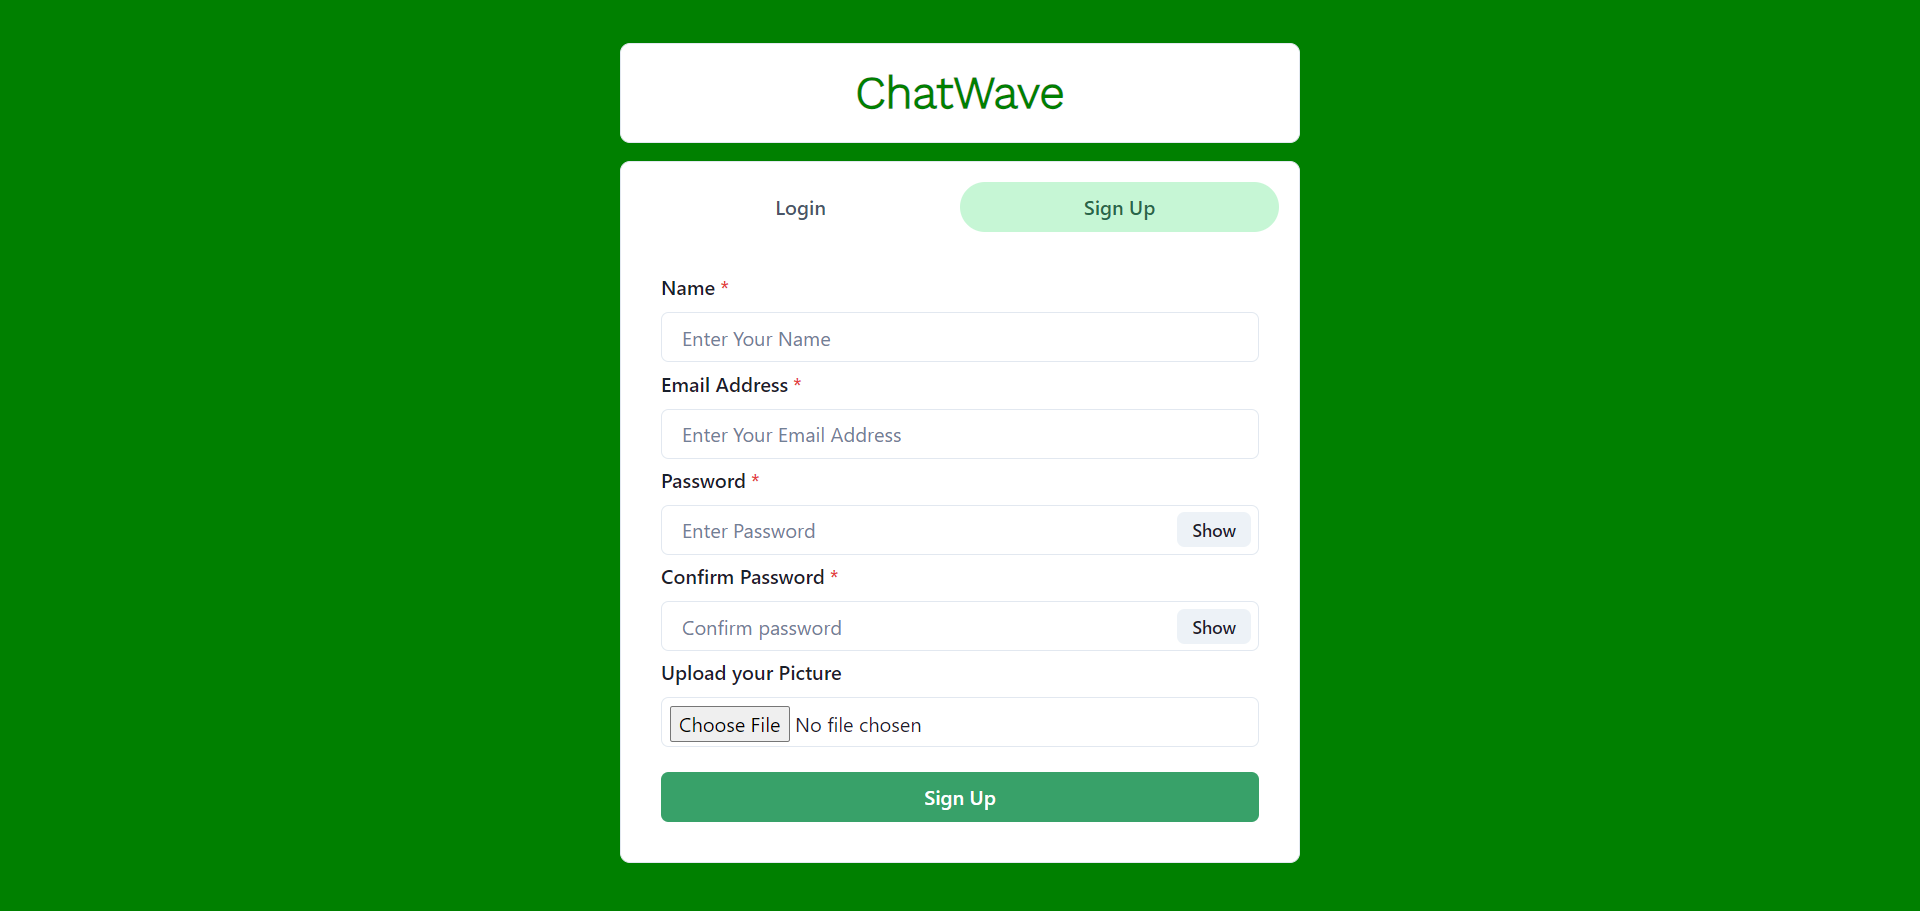 ChatWave
Login Sign Up
Name *
Enter Your Name
Email Address *
Enter Your Email Address
Password *
Enter Password Show
Confirm Password *
Confirm password Show
Upload your Picture
Choose File No file chosen
Sign Up